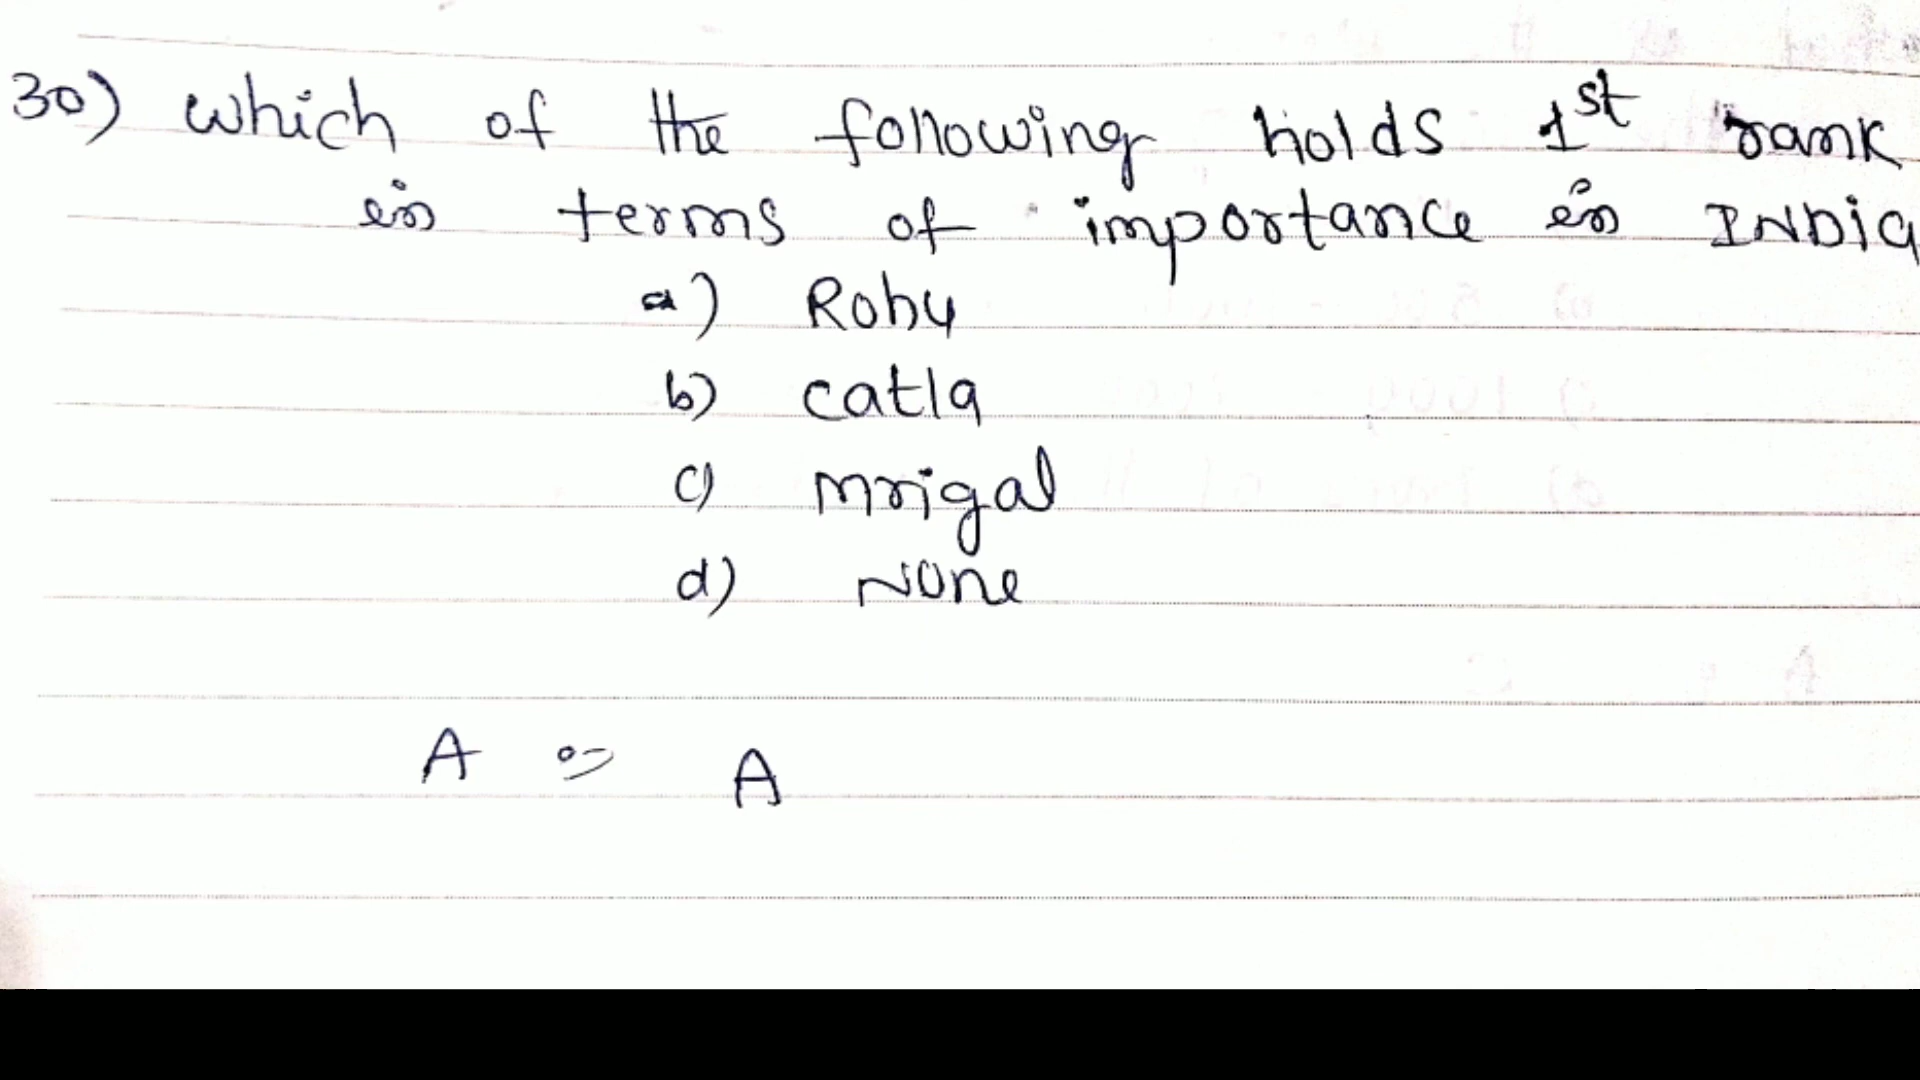 30) which of the following holds 1st rank
in terms of importance in INDIA
a) Rohu
b) catla
c) mrigal
d) None
A => A